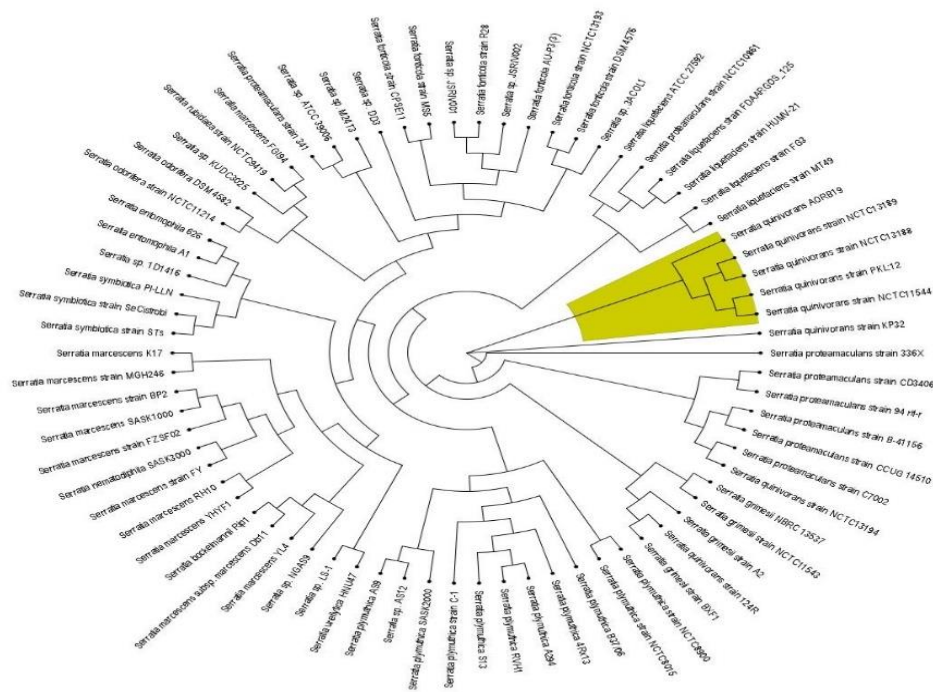 Serratia sp. JSRIV001
Serratia fonticola strain R28
Serratia sp. JSRIV002
Serratia fonticola AU-P3(3)
Serratia fonticola strain NCTC13193
Serratia fonticola strain DSM 4576
Serratia sp. 3ACOL1
Serratia liquefaciens ATCC 27592
Serratia proteamaculans strain NCTC10861
Serratia liquefaciens strain FDAARGOS_125
Serratia liquefaciens strain HUMV-21
Serratia liquefaciens strain FG3
Serratia liquefaciens strain MT49
Serratia quinivorans AORB19
Serratia quinivorans strain NCTC13189
Serratia quinivorans strain NCTC13188
Serratia quinivorans strain PKL:12
Serratia quinivorans strain NCTC11544
Serratia quinivorans strain KP32
Serratia proteamaculans strain 336X
Serratia proteamaculans strain CD3406
Serratia proteamaculans strain 94 rif-r
Serratia proteamaculans strain B-41156
Serratia proteamaculans strain CCUG 14510
Serratia proteamaculans strain C7002
Serratia quinivorans strain NCTC13194
Serratia grimesii NBRC 13537
Serratia grimesii strain NCTC11543
Serratia grimesii strain A2
Serratia quinivorans strain 124R
Serratia grimesii strain BXF1
Serratia plymuthica strain NCTC8900
Serratia plymuthica strain NCTC8015
Serratia plymuthica B3706
Serratia plymuthica 4Rx13
Serratia plymuthica A294
Serratia plymuthica RVH1
Serratia plymuthica S13
Serratia plymuthica strain C-1
Serratia plymuthica SASK2000
Serratia sp. AS12
Serratia plymuthica AS9
Serratia ureilytica HNU47
Serratia sp. LS-1
Serratia sp. NGAS9
Serratia marcescens YLA
Serratia marcescens subsp. marcescens Db11
Serratia bockelmannii Rip1
Serratia marcescens YHYF1
Serratia marcescens RH10
Serratia marcescens strain FY
Serratia nematodiphila SASK3000
Serratia marcescens strain FZSF02
Serratia marcescens SASK1000
Serratia marcescens strain BP2
Serratia marcescens strain MGH246
Serratia marcescens K17
Serratia symbiotica strain STs
Serratia symbiotica strain SeCistrobi
Serratia symbiotica PI-LLN
Serratia sp. 1D1416
Serratia entomophila A1
Serratia entomophila 626
Serratia odorifera strain NCTC11214
Serratia odorifera DSM 4582
Serratia sp. KUDC3025
Serratia rubidaea strain NCTC9419
Serratia marcescens FGI94
Serratia proteamaculans strain 241
Serratia sp. ATCC 39006
Serratia sp. M24T3
Serratia sp. DD3
Serratia fonticola strain CPSE11
Serratia fonticola strain MS5